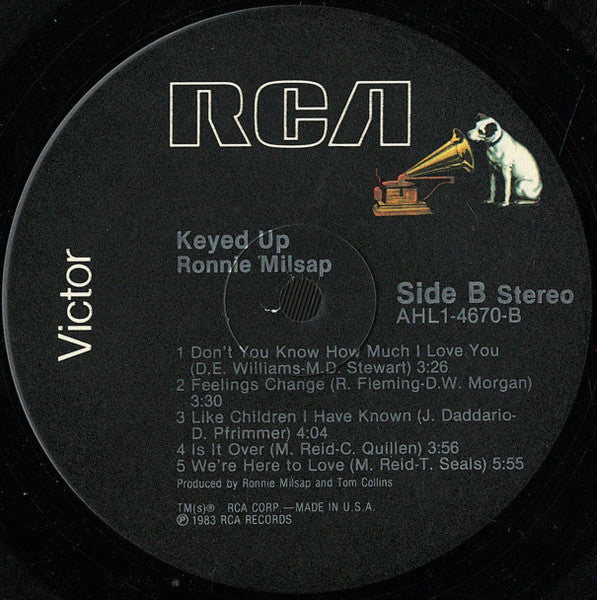 RCA
Victor
Keyed Up
Ronnie Milsap
Side B Stereo
AHL1-4670-B
1 Don't You Know How Much I Love You
(D.E. Williams-M.D. Stewart) 3:26
2 Feelings Change (R. Fleming-D.W. Morgan)
3:30
3 Like Children I Have Known (J. Daddario-
D. Pfrimmer) 4:04
4 Is It Over (M. Reid-C. Quillen) 3:56
5 We're Here to Love (M. Reid-T. Seals) 5:55
Produced by Ronnie Milsap and Tom Collins
TM(s)® RCA CORP.—MADE IN U.S.A.
℗ 1983 RCA RECORDS